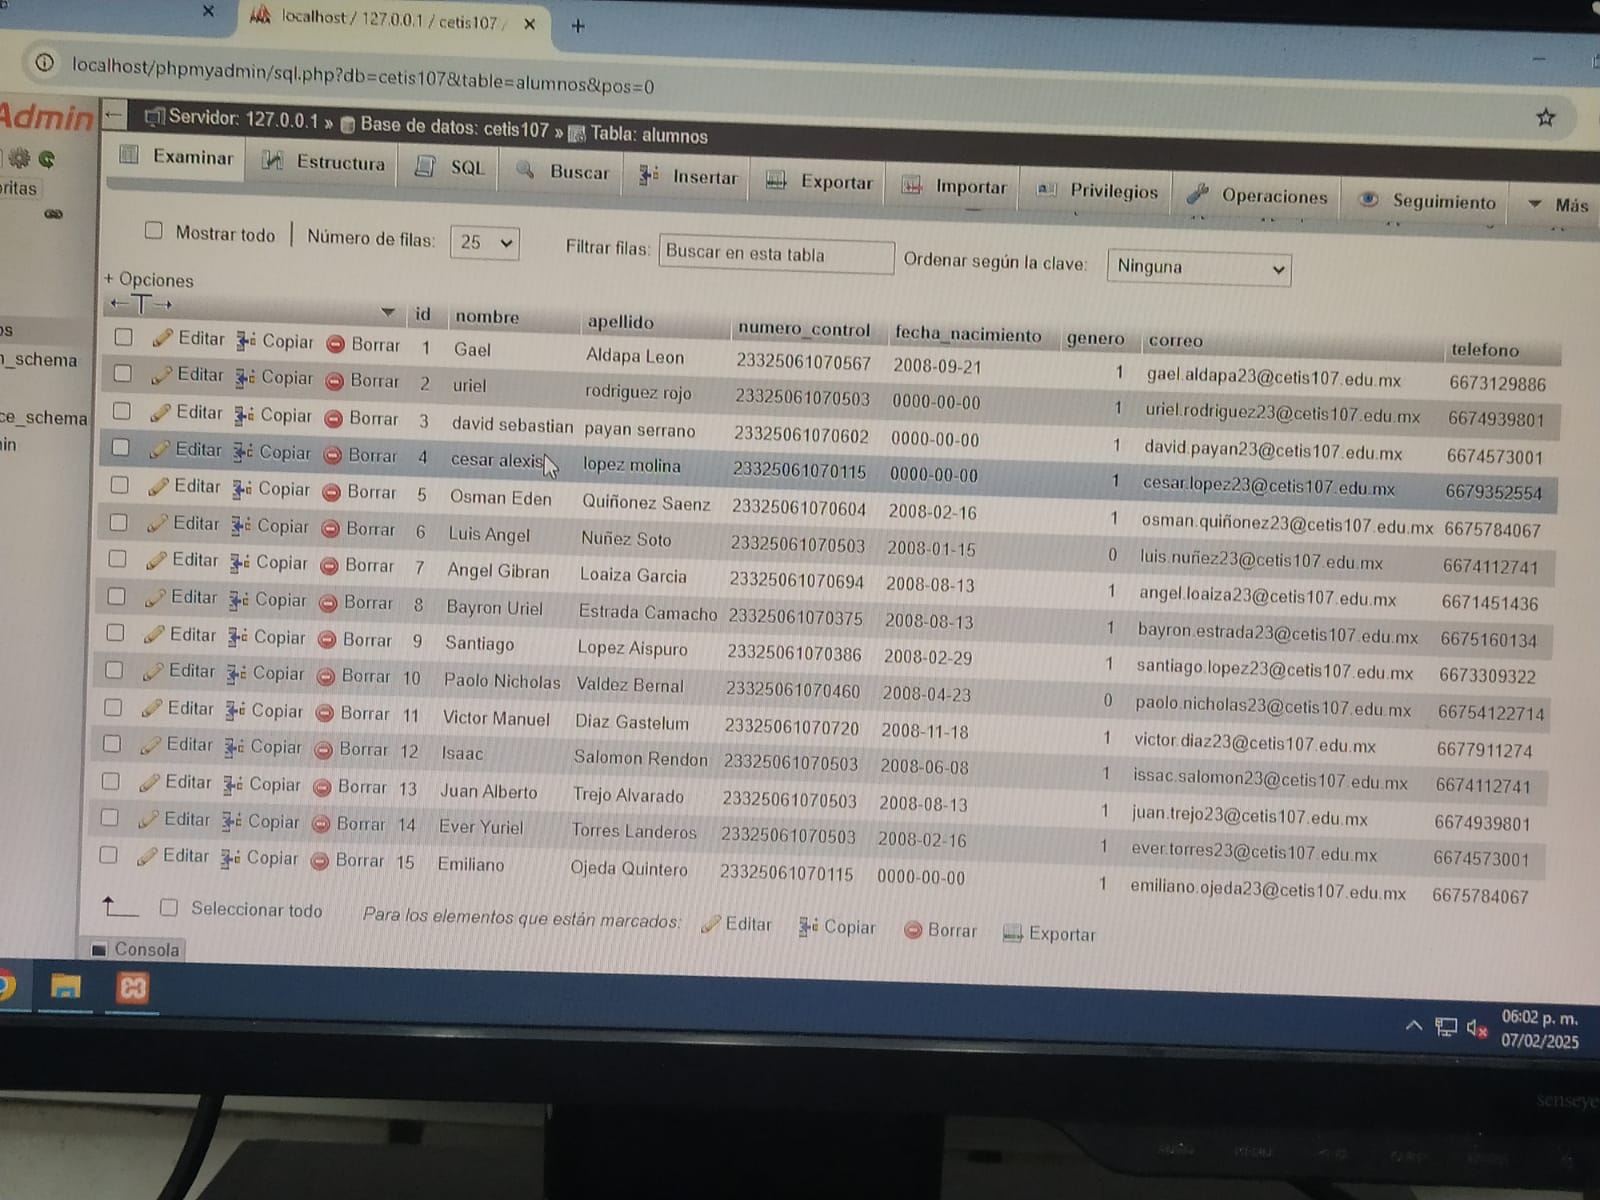 localhost / 127.0.0.1 / cetis107 /
localhost/phpmyadmin/sql.php?db=cetis107&table=alumnos&pos=0
Admin
Servidor: 127.0.0.1 » Base de datos: cetis107 » Tabla: alumnos
Examinar Estructura SQL Buscar Insertar Exportar Importar Privilegios Operaciones Seguimiento Más
Mostrar todo | Número de filas: 25 Filtrar filas: Buscar en esta tabla Ordenar según la clave: Ninguna
+ Opciones
←T→ id nombre apellido numero_control fecha_nacimiento genero correo telefono
Editar Copiar Borrar 1 Gael Aldapa Leon 23325061070567 2008-09-21 1 gael.aldapa23@cetis107.edu.mx 6673129886
Editar Copiar Borrar 2 uriel rodriguez rojo 23325061070503 0000-00-00 1 uriel.rodriguez23@cetis107.edu.mx 6674939801
Editar Copiar Borrar 3 david sebastian payan serrano 23325061070602 0000-00-00 1 david.payan23@cetis107.edu.mx 6674573001
Editar Copiar Borrar 4 cesar alexis lopez molina 23325061070115 0000-00-00 1 cesar.lopez23@cetis107.edu.mx 6679352554
Editar Copiar Borrar 5 Osman Eden Quiñonez Saenz 23325061070604 2008-02-16 1 osman.quiñonez23@cetis107.edu.mx 6675784067
Editar Copiar Borrar 6 Luis Angel Nuñez Soto 23325061070503 2008-01-15 0 luis.nuñez23@cetis107.edu.mx 6674112741
Editar Copiar Borrar 7 Angel Gibran Loaiza Garcia 23325061070694 2008-08-13 1 angel.loaiza23@cetis107.edu.mx 6671451436
Editar Copiar Borrar 8 Bayron Uriel Estrada Camacho 23325061070375 2008-08-13 1 bayron.estrada23@cetis107.edu.mx 6675160134
Editar Copiar Borrar 9 Santiago Lopez Aispuro 23325061070386 2008-02-29 1 santiago.lopez23@cetis107.edu.mx 6673309322
Editar Copiar Borrar 10 Paolo Nicholas Valdez Bernal 23325061070460 2008-04-23 0 paolo.nicholas23@cetis107.edu.mx 66754122714
Editar Copiar Borrar 11 Victor Manuel Diaz Gastelum 23325061070720 2008-11-18 1 victor.diaz23@cetis107.edu.mx 6677911274
Editar Copiar Borrar 12 Isaac Salomon Rendon 23325061070503 2008-06-08 1 issac.salomon23@cetis107.edu.mx 6674112741
Editar Copiar Borrar 13 Juan Alberto Trejo Alvarado 23325061070503 2008-08-13 1 juan.trejo23@cetis107.edu.mx 6674939801
Editar Copiar Borrar 14 Ever Yuriel Torres Landeros 23325061070503 2008-02-16 1 ever.torres23@cetis107.edu.mx 6674573001
Editar Copiar Borrar 15 Emiliano Ojeda Quintero 23325061070115 0000-00-00 1 emiliano.ojeda23@cetis107.edu.mx 6675784067
Seleccionar todo Para los elementos que están marcados: Editar Copiar Borrar Exportar
Consola
06:02 p. m.
07/02/2025
senseye